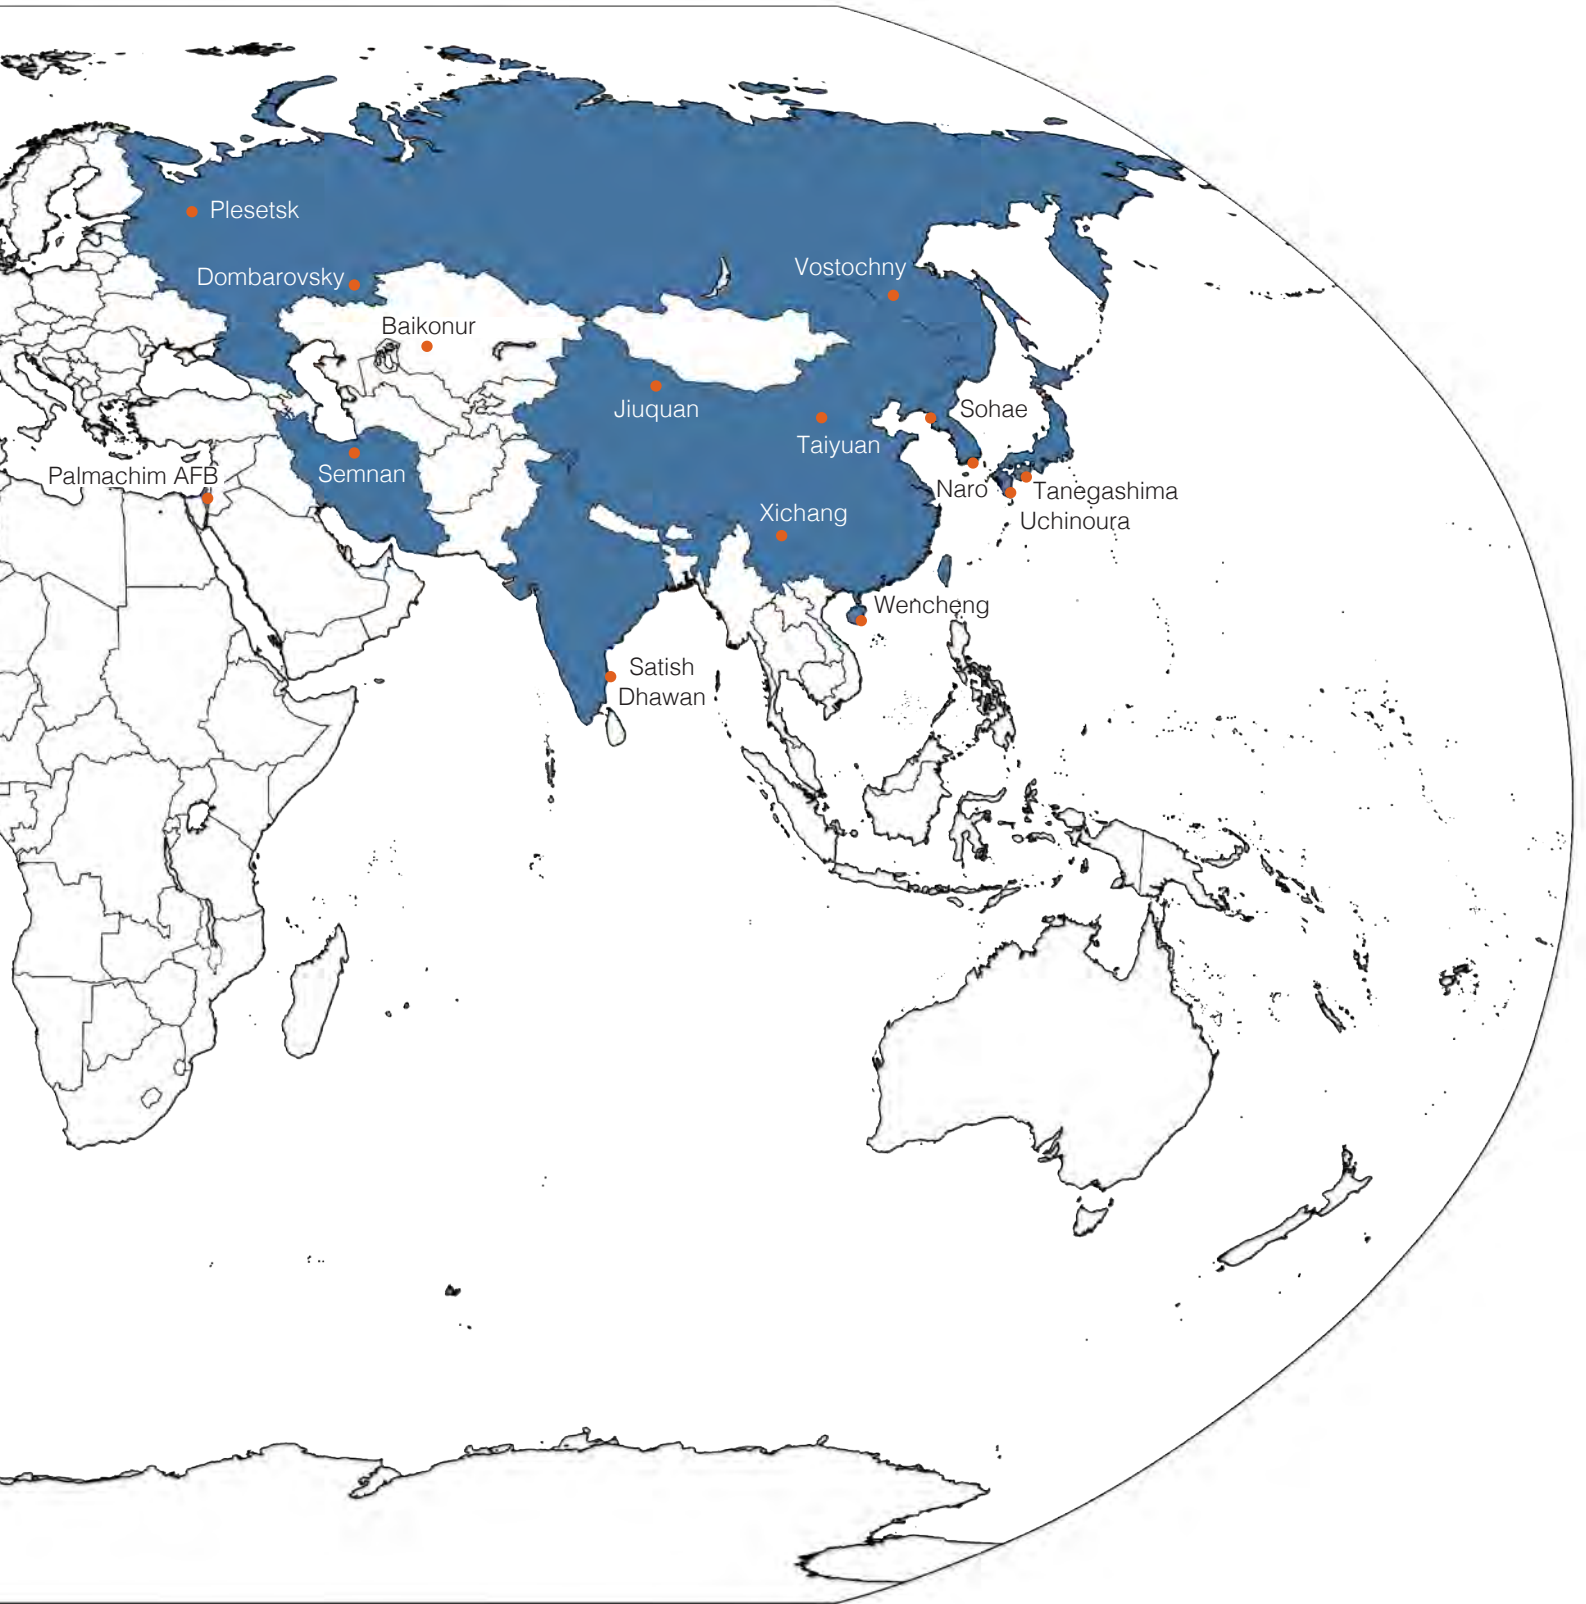 Plesetsk
Vostochny
Dombarovsky
Baikonur
Jiuquan
Sohae
Taiyuan
Semnan
Palmachim AFB
Naro
Tanegashima
Uchinoura
Xichang
Wencheng
Satish
Dhawan